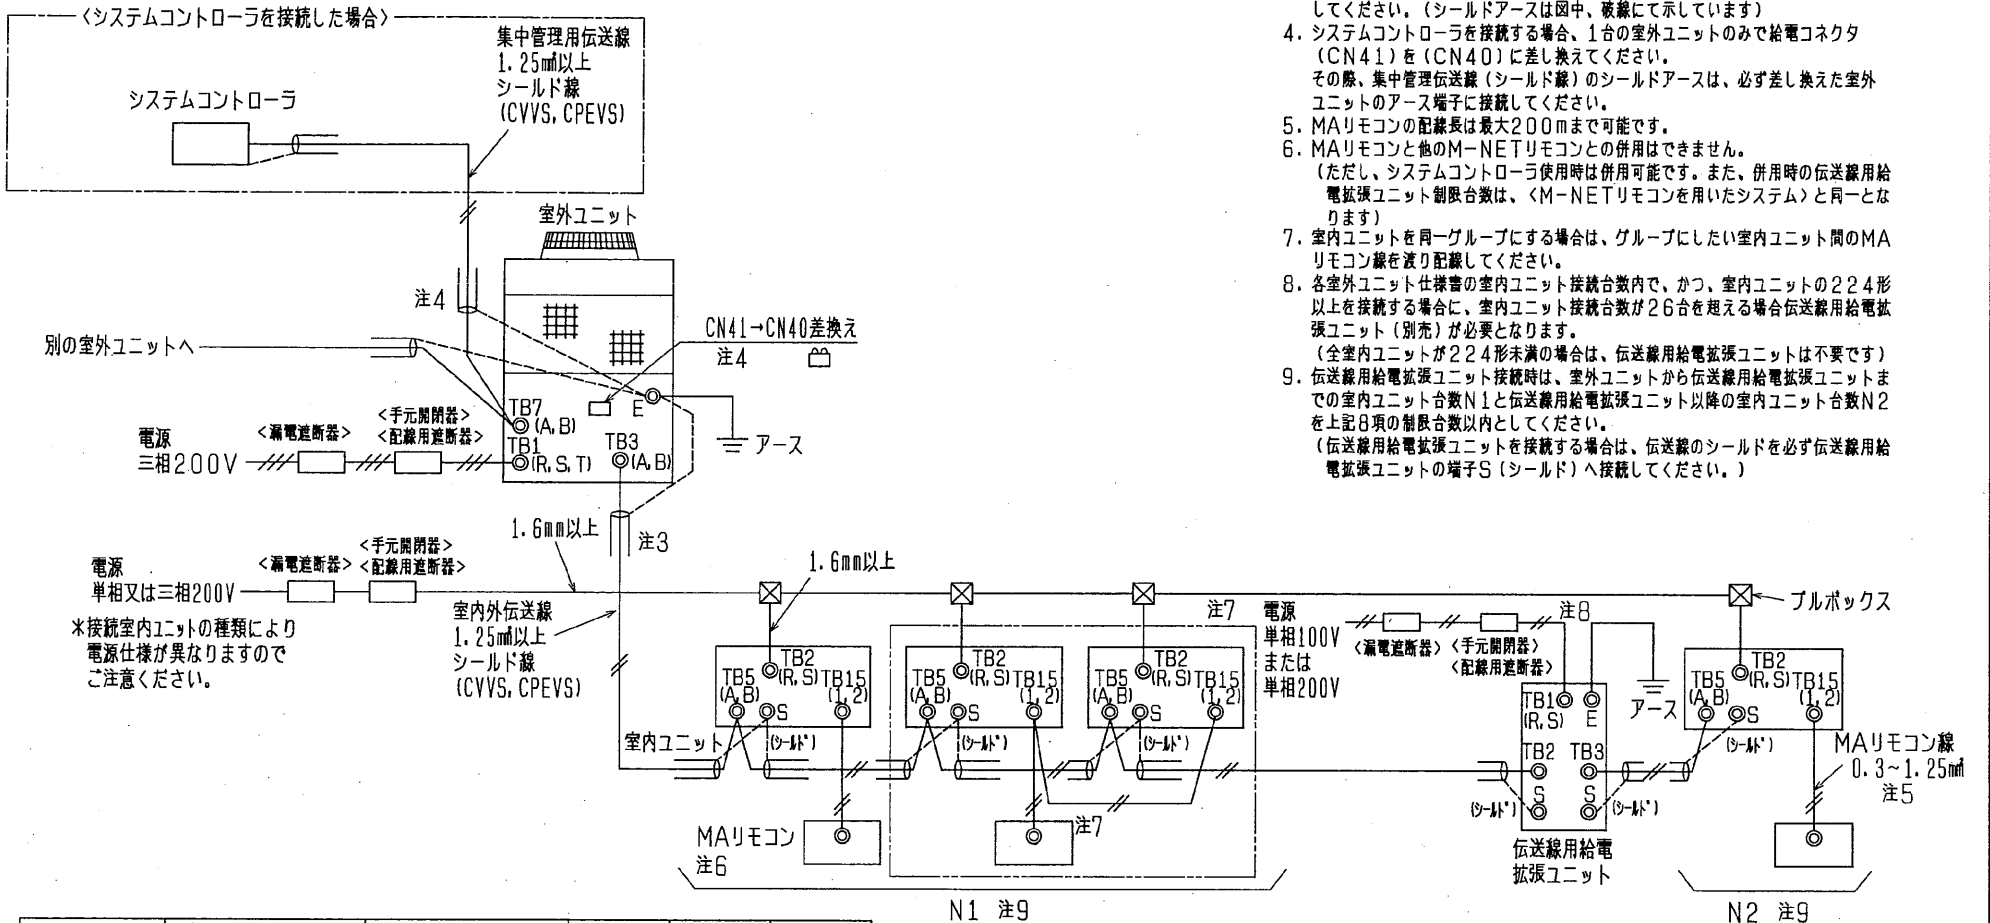 〈システムコントローラを接続した場合〉
集中管理用伝送線
1.25㎟以上
シールド線
(CVVS, CPEVS)
システムコントローラ
室外ユニット
注4
別の室外ユニットへ
CN41→CN40差換え
注4
TB7
(A, B)
E
アース
電源
三相200V
<漏電遮断器>
<手元開閉器>
<配線用遮断器>
TB1
(R, S, T)
TB3
(A, B)
1.6mm以上
注3
電源
単相又は三相200V
<漏電遮断器>
<手元開閉器>
<配線用遮断器>
*接続室内ユニットの種類により
電源仕様が異なりますので
ご注意ください。
室内外伝送線
1.25㎟以上
シールド線
(CVVS, CPEVS)
1.6mm以上
プルボックス
室内ユニット
TB2
(R, S)
TB5
(A, B)
TB15
(1, 2)
S
(シールド)
MAリモコン
注6
注7
TB2
(R, S)
TB5
(A, B)
TB15
(1, 2)
S
(シールド)
注7
TB2
(R, S)
TB5
(A, B)
TB15
(1, 2)
S
(シールド)
N1 注9
電源
単相100V
または
単相200V
<漏電遮断器>
<手元開閉器>
<配線用遮断器>
注8
アース
TB1
(R, S)
E
TB2
TB3
S
S
(シールド)
(シールド)
伝送線用給電
拡張ユニット
TB2
(R, S)
TB5
(A, B)
TB15
(1, 2)
S
(シールド)
MAリモコン線
0.3~1.25㎟
注5
N2 注9
してください。(シールドアースは図中、破線にて示しています)
4. システムコントローラを接続する場合、1台の室外ユニットのみで給電コネクタ
(CN41)を(CN40)に差し換えてください。
その際、集中管理伝送線(シールド線)のシールドアースは、必ず差し換えた室外
ユニットのアース端子に接続してください。
5. MAリモコンの配線長は最大200mまで可能です。
6. MAリモコンと他のM-NETリモコンとの併用はできません。
(ただし、システムコントローラ使用時は併用可能です。また、併用時の伝送線用給
電拡張ユニット制限台数は、<M-NETリモコンを用いたシステム>と同一とな
ります)
7. 室内ユニットを同一グループにする場合は、グループにしたい室内ユニット間のMA
リモコン線を渡り配線してください。
8. 各室外ユニット仕様書の室内ユニット接続台数内で、かつ、室内ユニットの224形
以上を接続する場合に、室内ユニット接続台数が26台を超える場合伝送線用給電拡
張ユニット(別売)が必要となります。
(全室内ユニットが224形未満の場合は、伝送線用給電拡張ユニットは不要です)
9. 伝送線用給電拡張ユニット接続時は、室外ユニットから伝送線用給電拡張ユニットま
での室内ユニット台数N1と伝送線用給電拡張ユニット以降の室内ユニット台数N2
を上記8項の制限台数以内としてください。
(伝送線用給電拡張ユニットを接続する場合は、伝送線のシールドを必ず伝送線用給
電拡張ユニットの端子S(シールド)へ接続してください。)